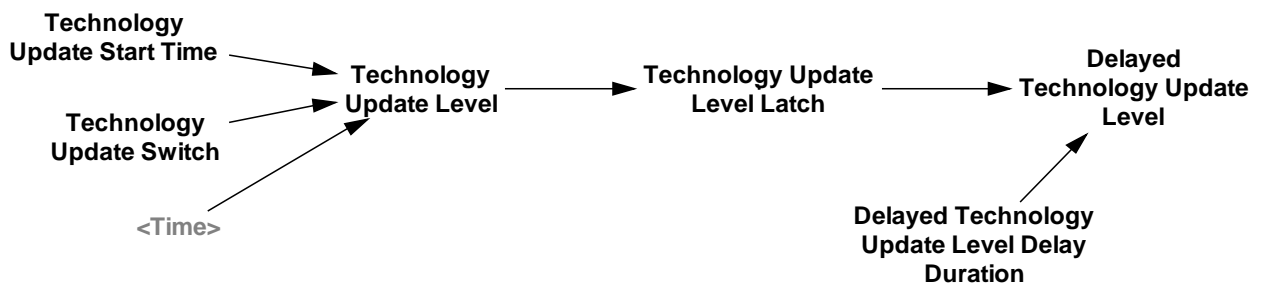 Technology
Update Start Time
Technology
Update Switch
<Time>
Technology
Update Level
Technology Update
Level Latch
Delayed
Technology Update
Level
Delayed Technology
Update Level Delay
Duration